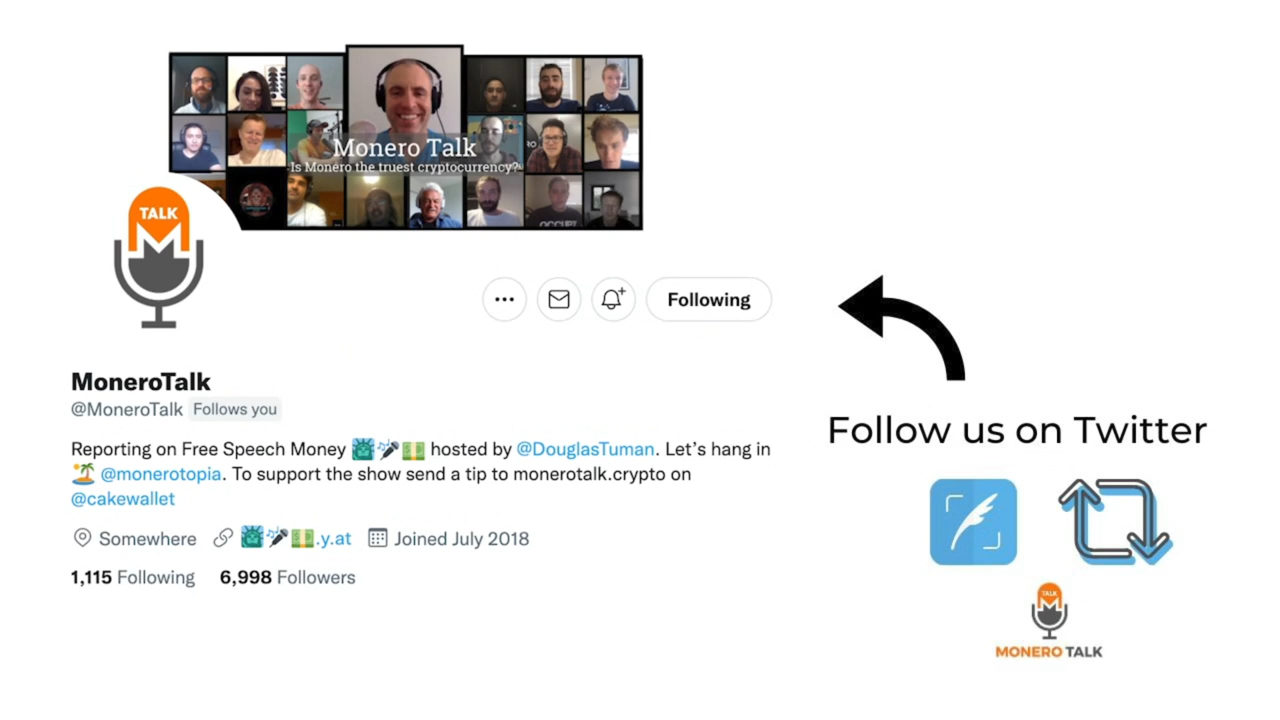 Monero Talk
Is Monero the truest cryptocurrency?
OCCUPY
TALK
Following
MoneroTalk
@MoneroTalk Follows you
Reporting on Free Speech Money 🗽🎤💵 hosted by @DouglasTuman. Let’s hang in
🏝️ @monerotopia. To support the show send a tip to monerotalk.crypto on
@cakewallet
Somewhere 🗽🎤💵.y.at Joined July 2018
1,115 Following 6,998 Followers
Follow us on Twitter
TALK
MONERO TALK